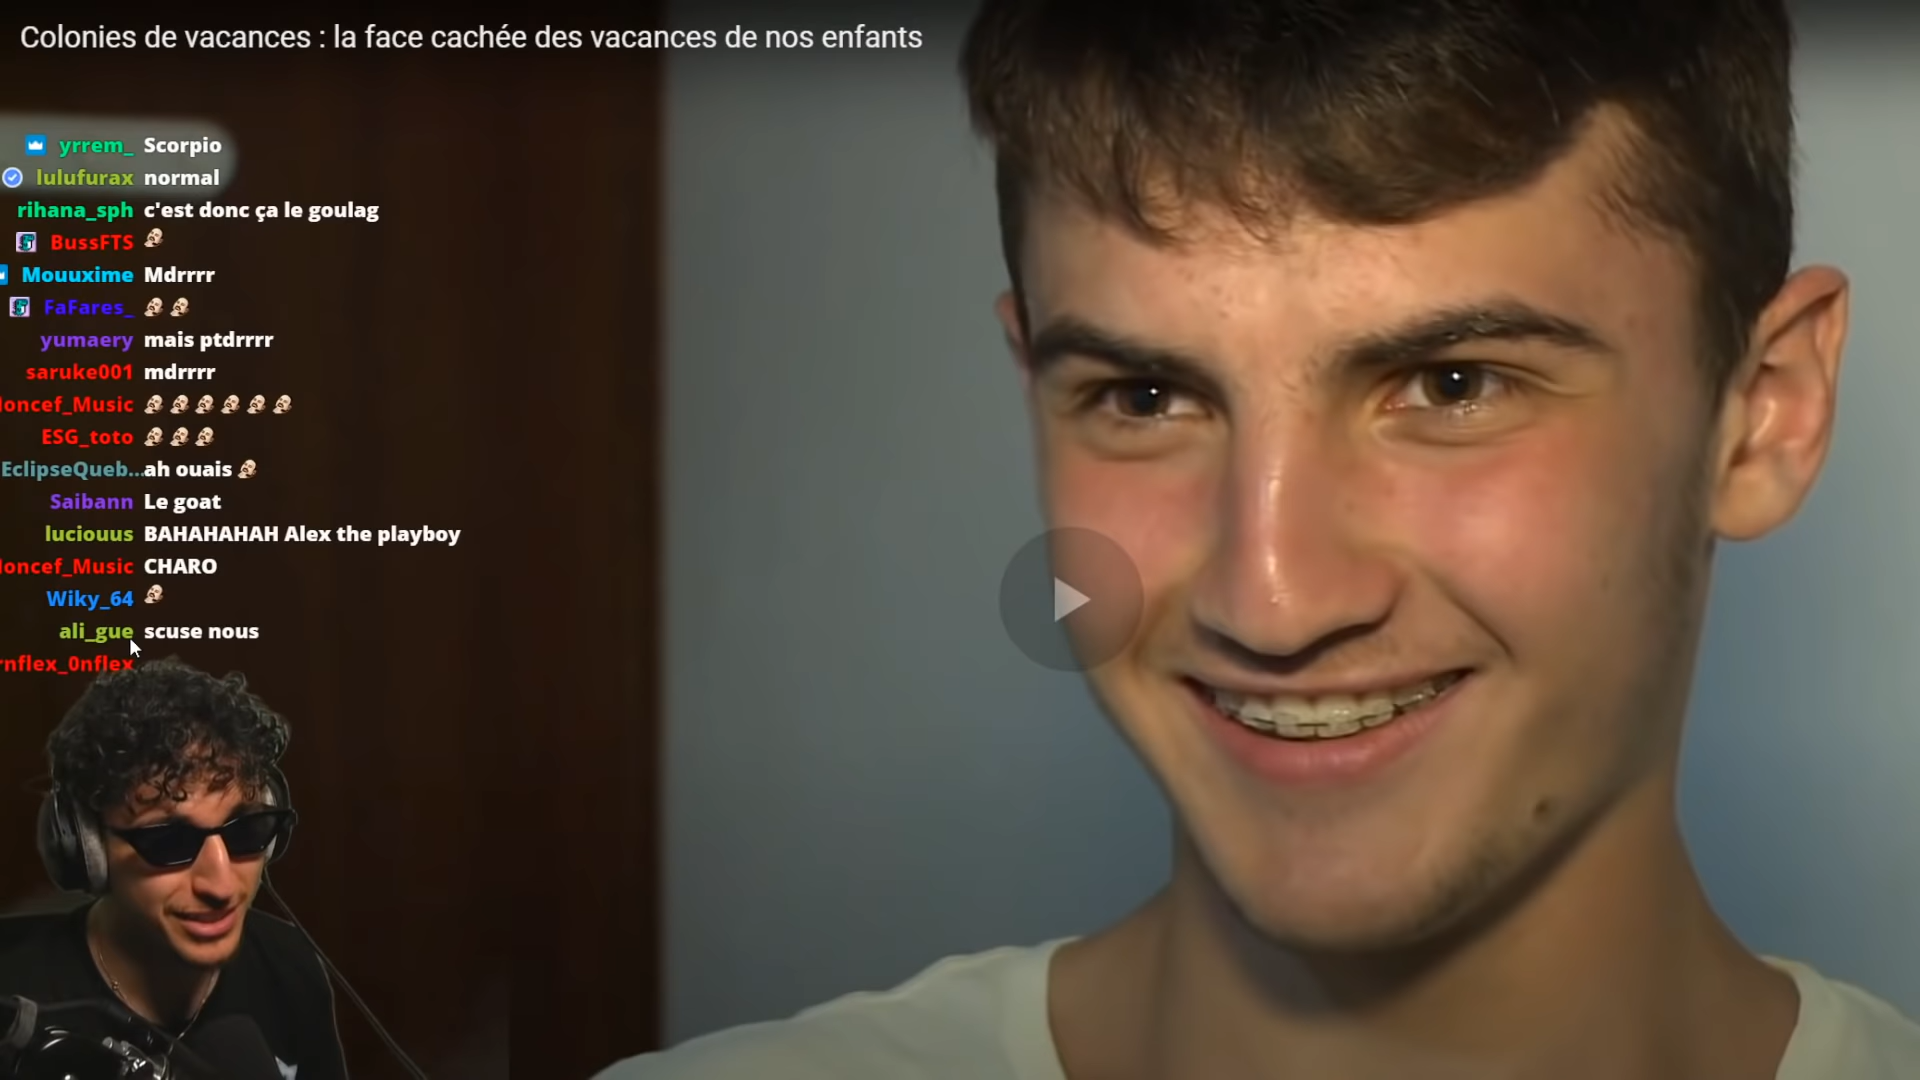 Colonies de vacances : la face cachée des vacances de nos enfants
yrrem_ Scorpio
lulufurax normal
rihana_sph c'est donc ça le goulag
BussFTS
Mouuxime Mdrrrr
FaFares_
yumaery mais ptdrrrr
saruke001 mdrrrr
oncef_Music
ESG_toto
EclipseQueb... ah ouais
Saibann Le goat
luciouus BAHAHAHAH Alex the playboy
oncef_Music CHARO
Wiky_64
ali_gue scuse nous
rnflex_0nflex